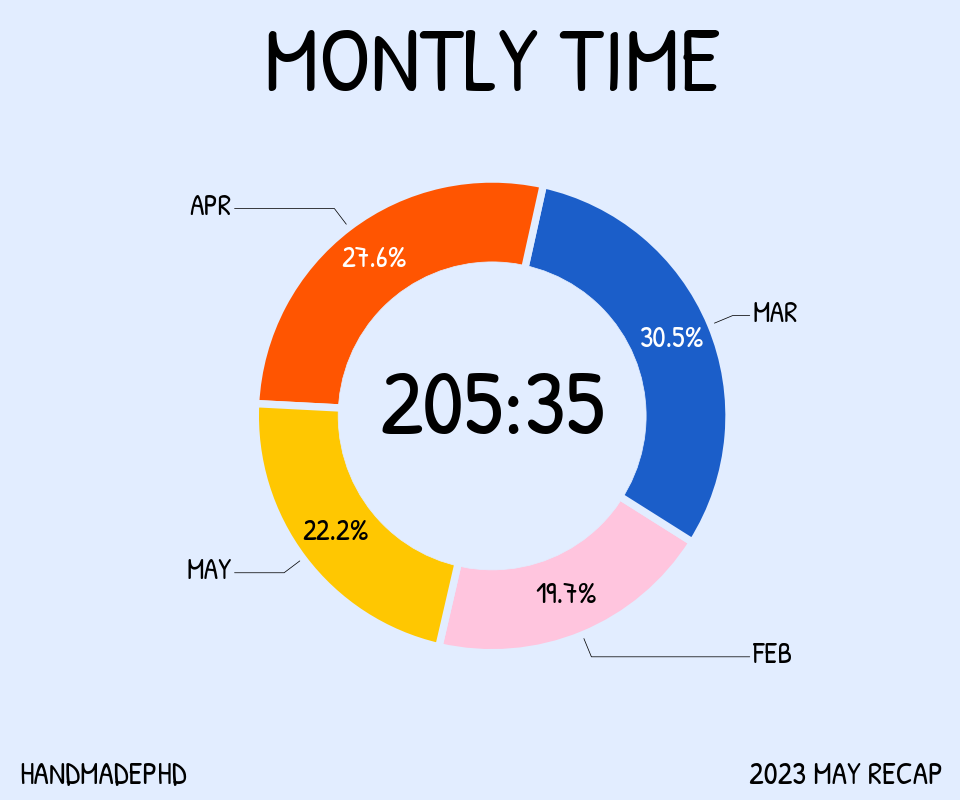 MONTLY TIME
APR
27.6%
MAR
30.5%
205:35
22.2%
MAY
19.7%
FEB
HANDMADEPHD
2023 MAY RECAP